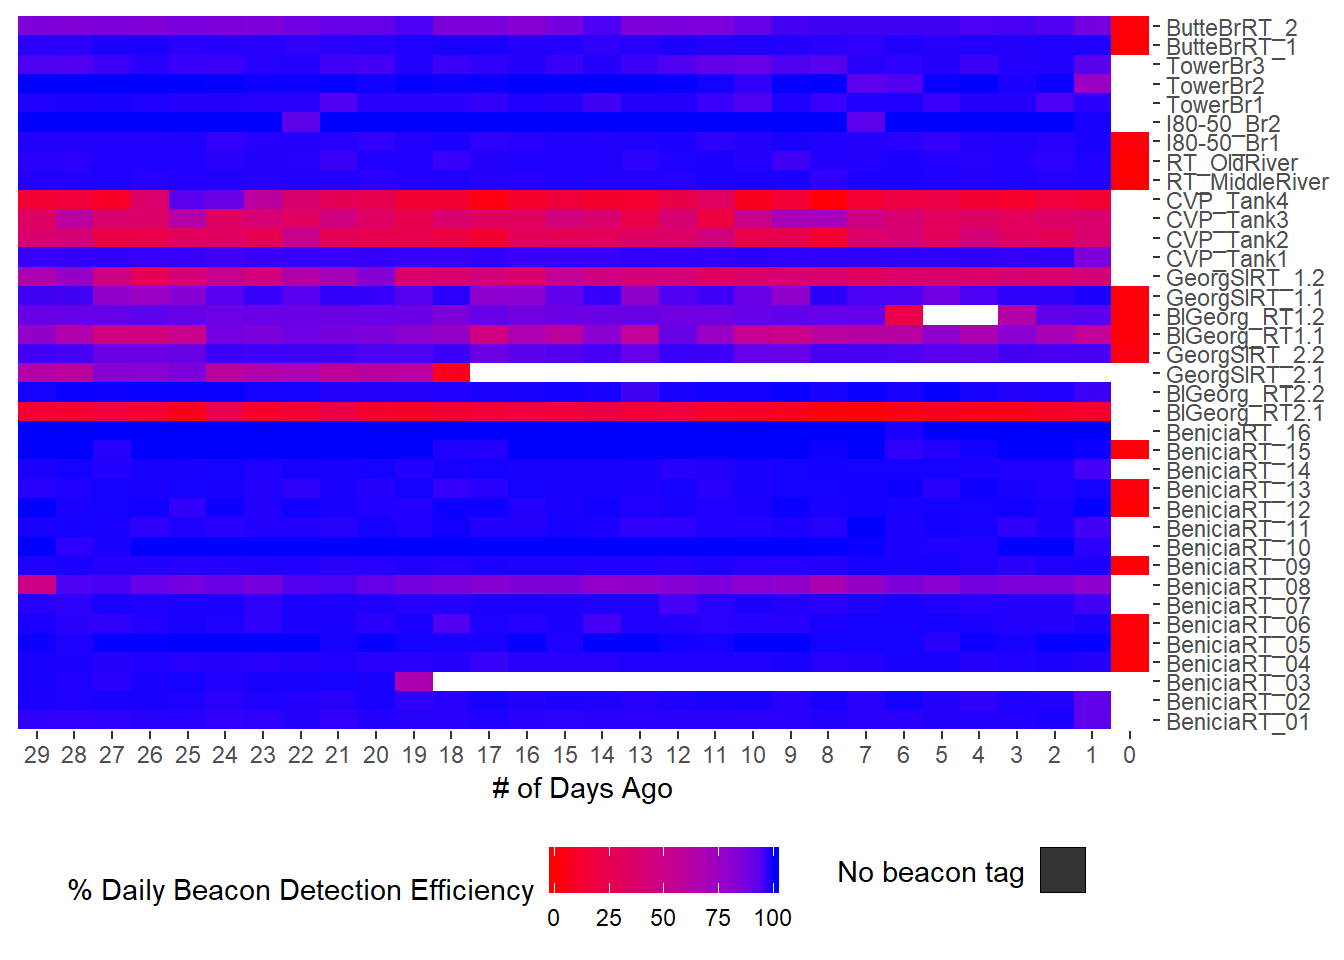 ButteBrRT_2
ButteBrRT_1
TowerBr3
TowerBr2
TowerBr1
I80-50_Br2
I80-50_Br1
RT_OldRiver
RT_MiddleRiver
CVP_Tank4
CVP_Tank3
CVP_Tank2
CVP_Tank1
GeorgSlRT_1.2
GeorgSlRT_1.1
BlGeorg_RT1.2
BlGeorg_RT1.1
GeorgSlRT_2.2
GeorgSlRT_2.1
BlGeorg_RT2.2
BlGeorg_RT2.1
BeniciaRT_16
BeniciaRT_15
BeniciaRT_14
BeniciaRT_13
BeniciaRT_12
BeniciaRT_11
BeniciaRT_10
BeniciaRT_09
BeniciaRT_08
BeniciaRT_07
BeniciaRT_06
BeniciaRT_05
BeniciaRT_04
BeniciaRT_03
BeniciaRT_02
BeniciaRT_01
29 28 27 26 25 24 23 22 21 20 19 18 17 16 15 14 13 12 11 10 9 8 7 6 5 4 3 2 1 0
# of Days Ago
% Daily Beacon Detection Efficiency
0 25 50 75 100
No beacon tag